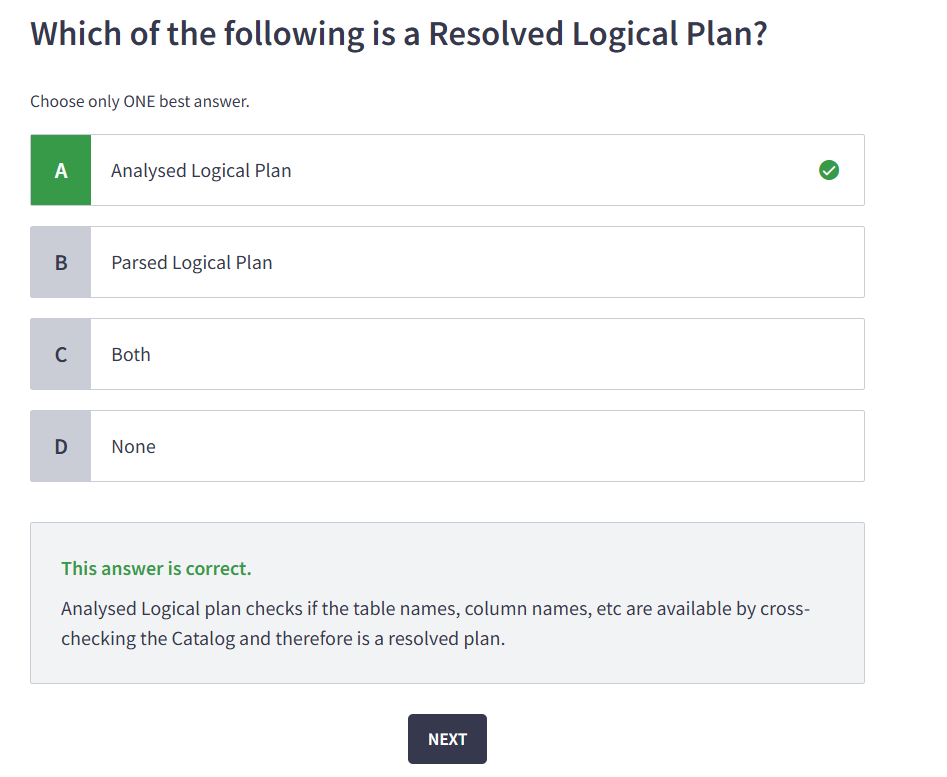 Which of the following is a Resolved Logical Plan?
Choose only ONE best answer.
A Analysed Logical Plan
B Parsed Logical Plan
C Both
D None
This answer is correct.
Analysed Logical plan checks if the table names, column names, etc are available by cross-
checking the Catalog and therefore is a resolved plan.
NEXT